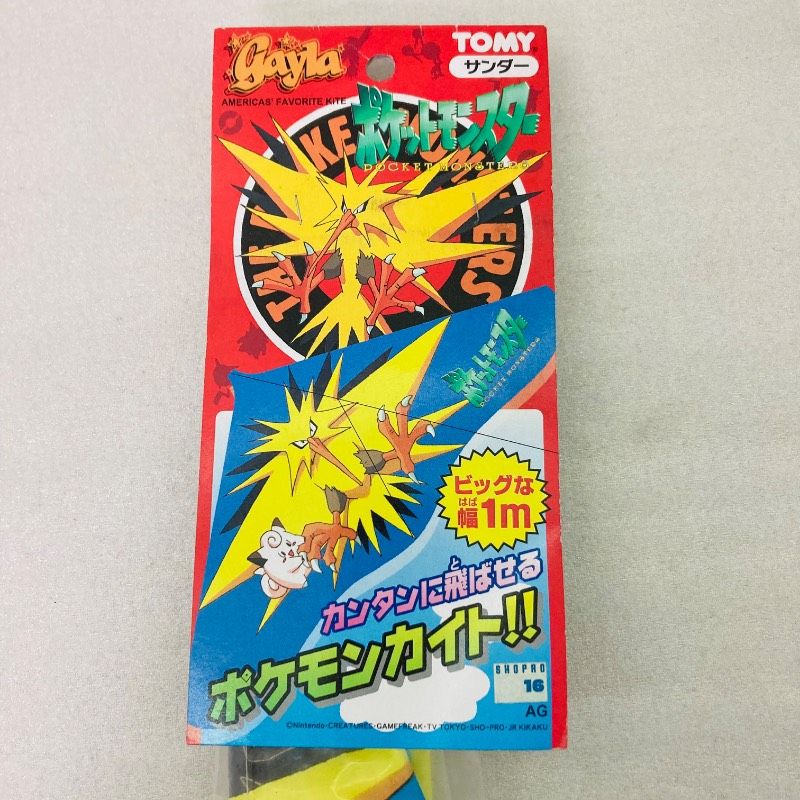 Gayla
AMERICAS' FAVORITE KITE
TOMY
サンダー
ポケットモンスター
POCKET MONSTERS
ポケットモンスター
POCKET MONSTERS
ビッグな
はば
幅1m
と
カンタンに飛ばせる
ポケモンカイト!!
SHOPRO
16
AG
©Nintendo・CREATURES・GAMEFREAK・TV TOKYO・SHO-PRO・JR KIKAKU